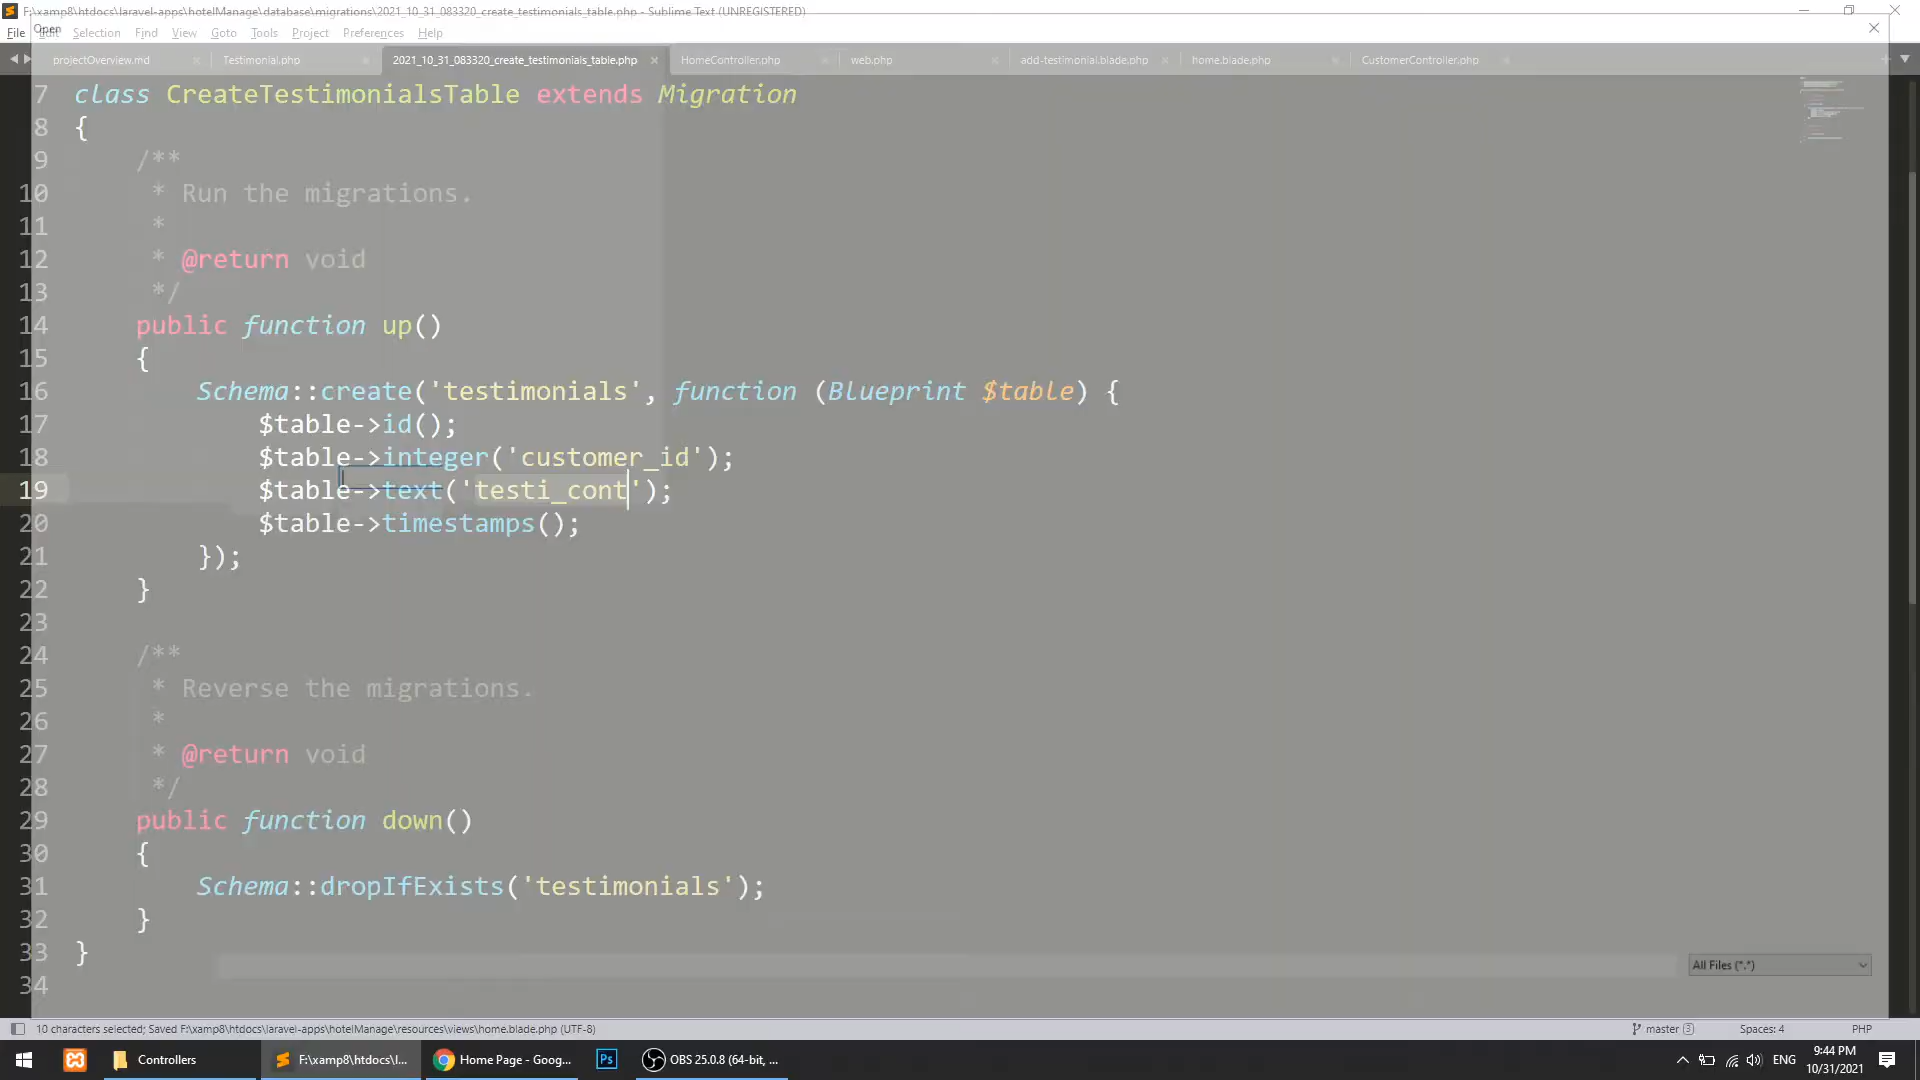 F:\xamp8\htdocs\laravel-apps\hotelManage\database\migrations\2021_10_31_083320_create_testimonials_table.php - Sublime Text (UNREGISTERED)
Open
File Edit Selection Find View Goto Tools Project Preferences Help
projectOverview.md Testimonial.php 2021_10_31_083320_create_testimonials_table.php HomeController.php web.php add-testimonial.blade.php home.blade.php CustomerController.php
7 class CreateTestimonialsTable extends Migration
8 {
9 /**
10 * Run the migrations.
11 *
12 * @return void
13 */
14 public function up()
15 {
16 Schema::create('testimonials', function (Blueprint $table) {
17 $table->id();
18 $table->integer('customer_id');
19 $table->text('testi_cont');
20 $table->timestamps();
21 });
22 }
23
24 /**
25 * Reverse the migrations.
26 *
27 * @return void
28 */
29 public function down()
30 {
31 Schema::dropIfExists('testimonials');
32 }
33 }
34
All Files (*.*)
10 characters selected; Saved F:\xamp8\htdocs\laravel-apps\hotelManage\resources\views\home.blade.php (UTF-8) master 3 Spaces: 4 PHP
Controllers F:\xamp8\htdocs\l... Home Page - Goog... Ps OBS 25.0.8 (64-bit, ... ENG 9:44 PM
10/31/2021